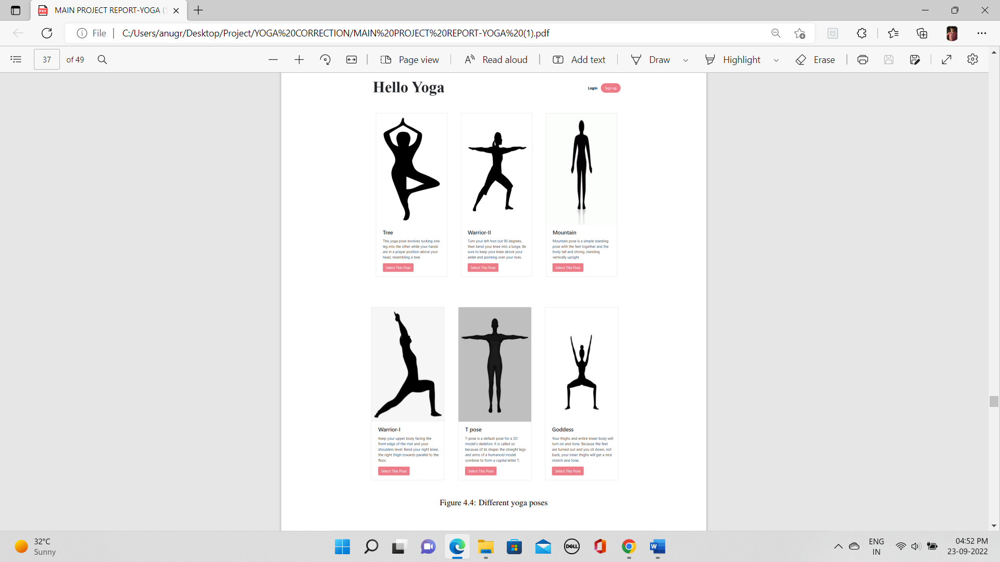 MAIN PROJECT REPORT-YOGA (
File
C:/Users/anugr/Desktop/Project/YOGA%20CORRECTION/MAIN%20PROJECT%20REPORT-YOGA%20(1).pdf
37 of 49
Page view
Read aloud
Add text
Draw
Highlight
Erase
Hello Yoga
Login
Sign up
Tree
This yoga pose involves tucking one
leg into the other while your hands
are in a prayer position above your
head, resembling a tree.
Select This Pose
Warrior-II
Turn your left foot out 90 degrees,
then bend your knee into a lunge. Be
sure to keep your knee above your
ankle and pointing over your toes.
Select This Pose
Mountain
Mountain pose is a simple standing
pose with the feet together and the
body tall and strong, standing
vertically upright
Select This Pose
Warrior-I
Keep your upper body facing the
front edge of the mat and your
shoulders level. Bend your right knee,
the right thigh towards parallel to the
floor.
Select This Pose
T pose
T-pose is a default pose for a 3D
model's skeleton. It is called so
because of its shape: the straight legs
and arms of a humanoid model
combine to form a capital letter T.
Select This Pose
Goddess
Your thighs and entire lower body will
turn on and tone. Because the feet
are turned out and you sit down, not
back, your inner thighs will get a nice
stretch and tone.
Select This Pose
Figure 4.4: Different yoga poses
32°C
Sunny
DELL
ENG
IN
04:52 PM
23-09-2022